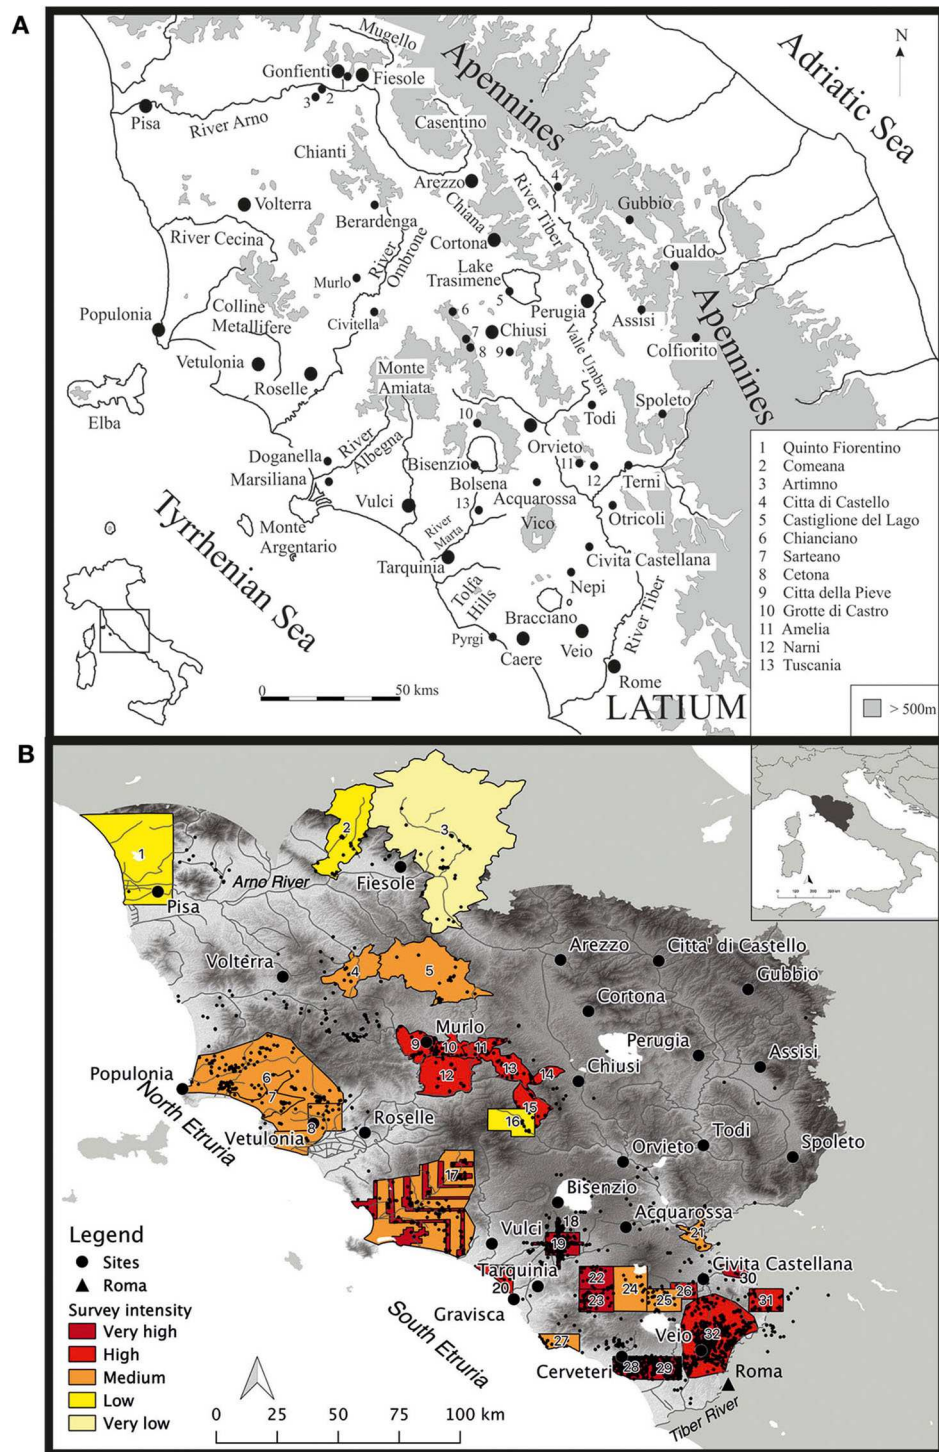 A
Mugello
Apennines
Adriatic Sea
N
Gonfienti
Fiesole
1
2
3
Pisa
River Arno
Casentino
Chianti
Arezzo
Chiana
River Tiber
4
Gubbio
Volterra
Berardenga
River Cecina
River
Ombrone
Cortona
Gualdo
Lake
Trasimene
Murlo
5
Perugia
Assisi
Apennines
Populonia
Colline
Metallifere
Civitella
6
Chiusi
7
8
9
Valle Umbra
Colfiorito
Vetulonia
Roselle
Monte
Amiata
Elba
10
Todi
Spoleto
Orvieto
Doganella
Marsiliana
River
Albegna
Bisenzio
Bolsena
11
12
Terni
Acquarossa
Vulci
13
Vico
Otricoli
Monte
Argentario
River
Marta
Tarquinia
Civita Castellana
Tyrrhenian Sea
Tolfa
Hills
Nepi
Bracciano
River Tiber
Pyrgi
Caere
Veio
Rome
LATIUM
0
50 kms
1 Quinto Fiorentino
2 Comeana
3 Artimno
4 Citta di Castello
5 Castiglione del Lago
6 Chianciano
7 Sarteano
8 Cetona
9 Citta della Pieve
10 Grotte di Castro
11 Amelia
12 Narni
13 Tuscania
> 500m
B
1
2
3
Arno River
Fiesole
Pisa
Volterra
4
5
Arezzo
Citta' di Castello
Gubbio
Cortona
Murlo
9
10
11
12
13
14
15
16
Perugia
Assisi
Chiusi
Populonia
6
7
8
North Etruria
Vetulonia
Roselle
Todi
Spoleto
Orvieto
17
Bisenzio
18
19
Acquarossa
21
Vulci
Tarquinia
20
Civita Castellana
30
22
23
24
25
26
31
Gravisca
South Etruria
27
Veio
32
Cerveteri
28
29
Roma
Tiber River
Legend
Sites
Roma
Survey intensity
Very high
High
Medium
Low
Very low
0 25 50 75 100 km